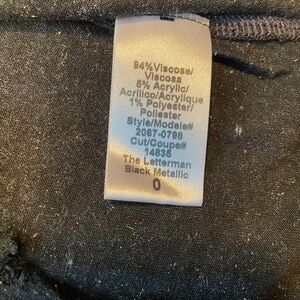 94%Viscose/
Viscosa
5% Acrylic/
Acrilico/Acrylique
1% Polyester/
Poliester
Style/Modele#
2067-0798
Cut/Coupe#
14835
The Letterman
Black Metallic
0